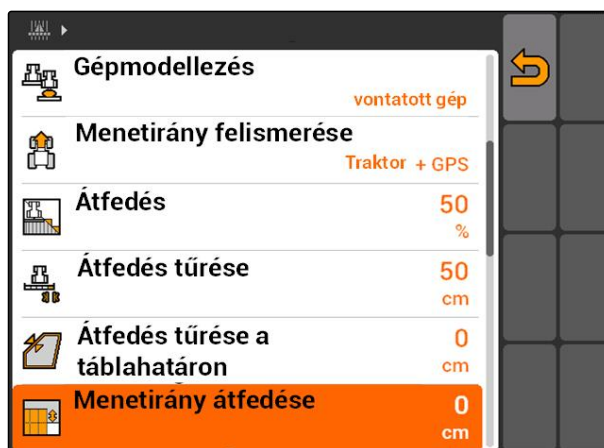 Gépmodellezés
vontatott gép
Menetirány felismerése
Traktor + GPS
Átfedés
50
%
Átfedés tűrése
50
cm
Átfedés tűrése a
táblahatáron
0
cm
Menetirány átfedése
0
cm